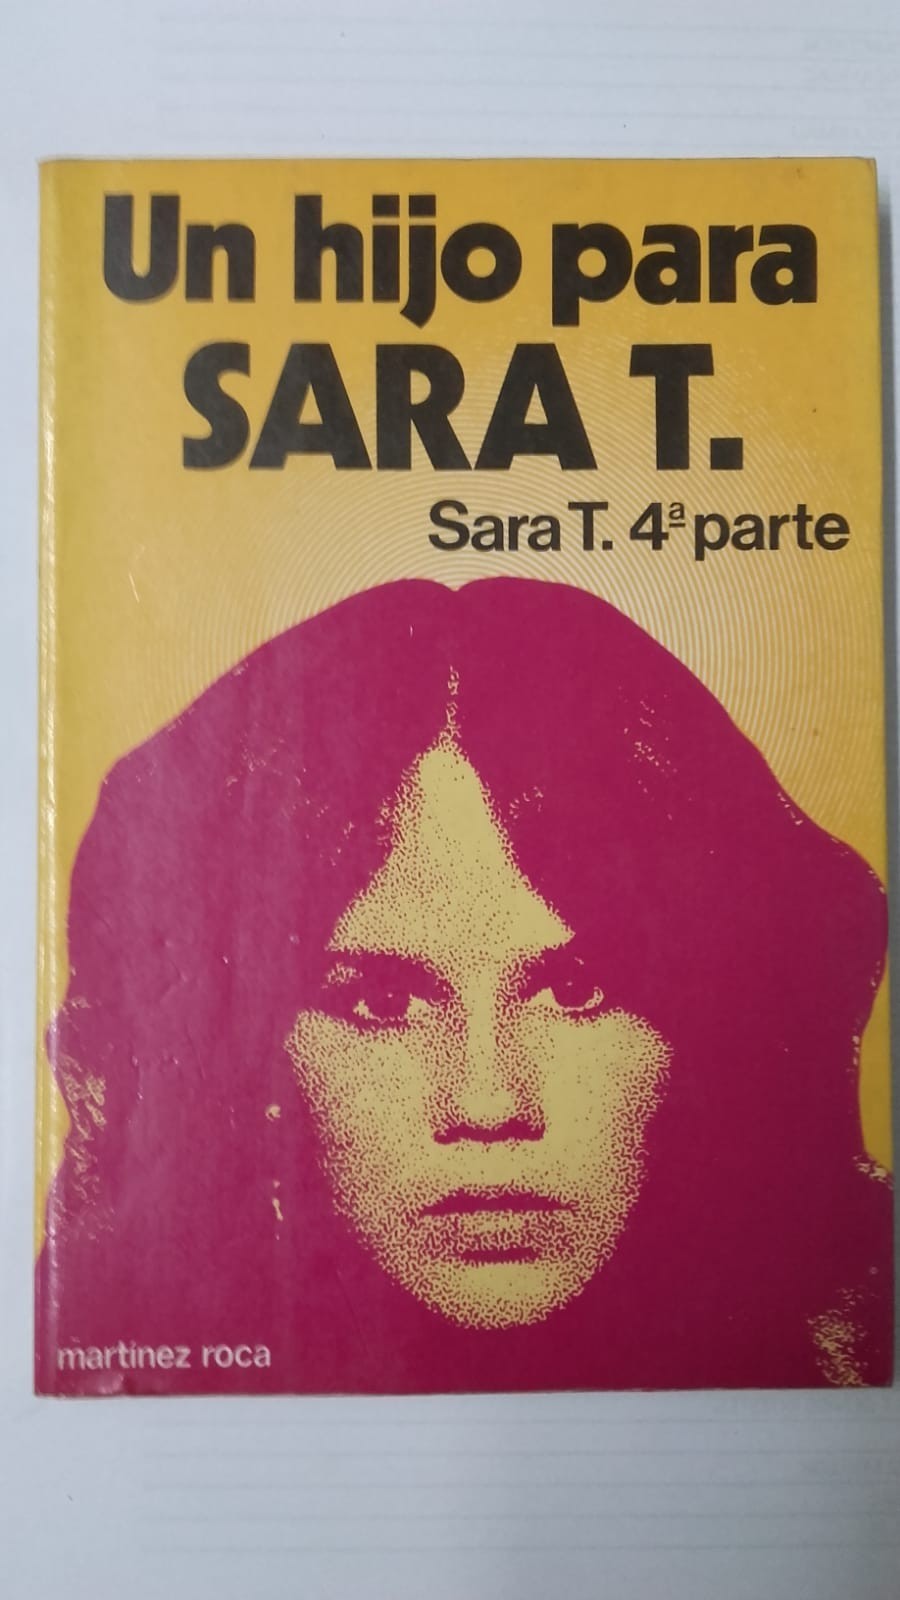 Un hijo para
SARA T.
Sara T. 4ª parte
martínez roca